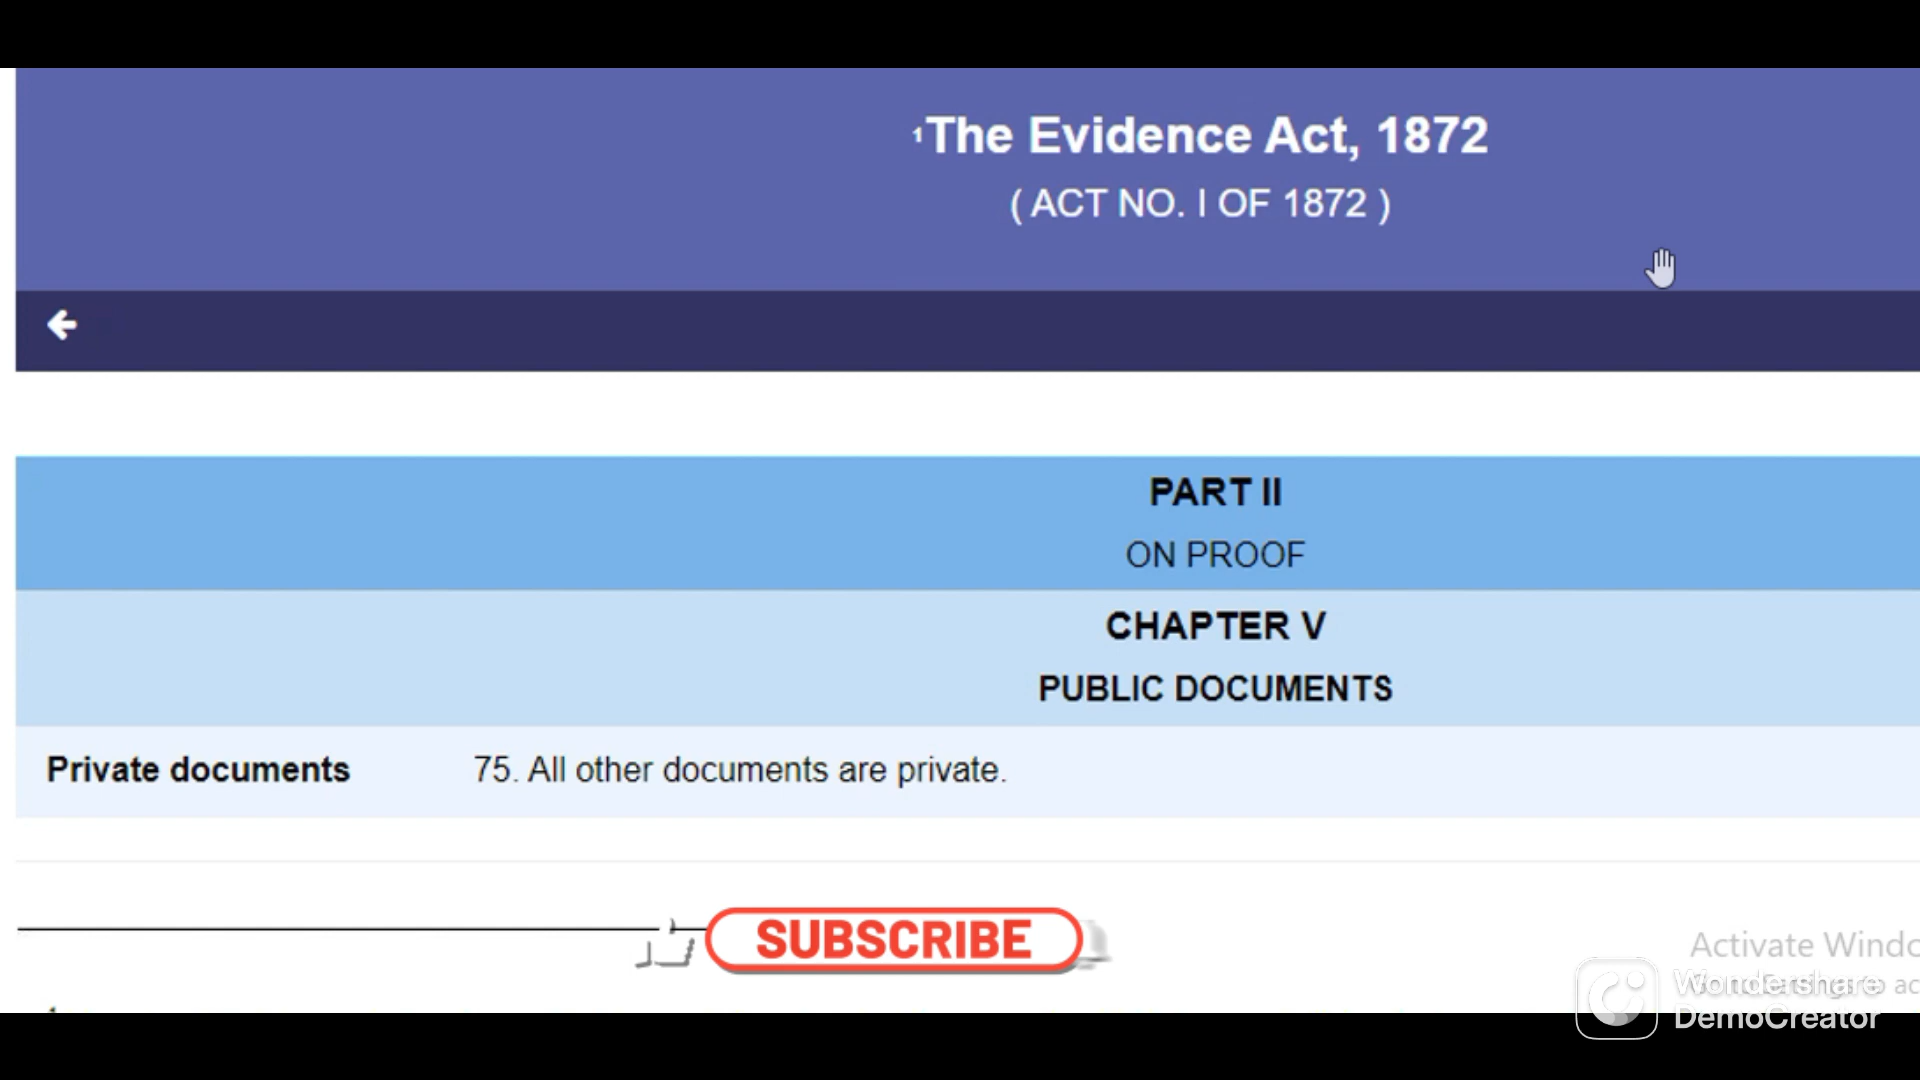 ¹The Evidence Act, 1872
( ACT NO. I OF 1872 )
PART II
ON PROOF
CHAPTER V
PUBLIC DOCUMENTS
Private documents 75. All other documents are private.
SUBSCRIBE
Activate Windo
Wondershare
DemoCreator